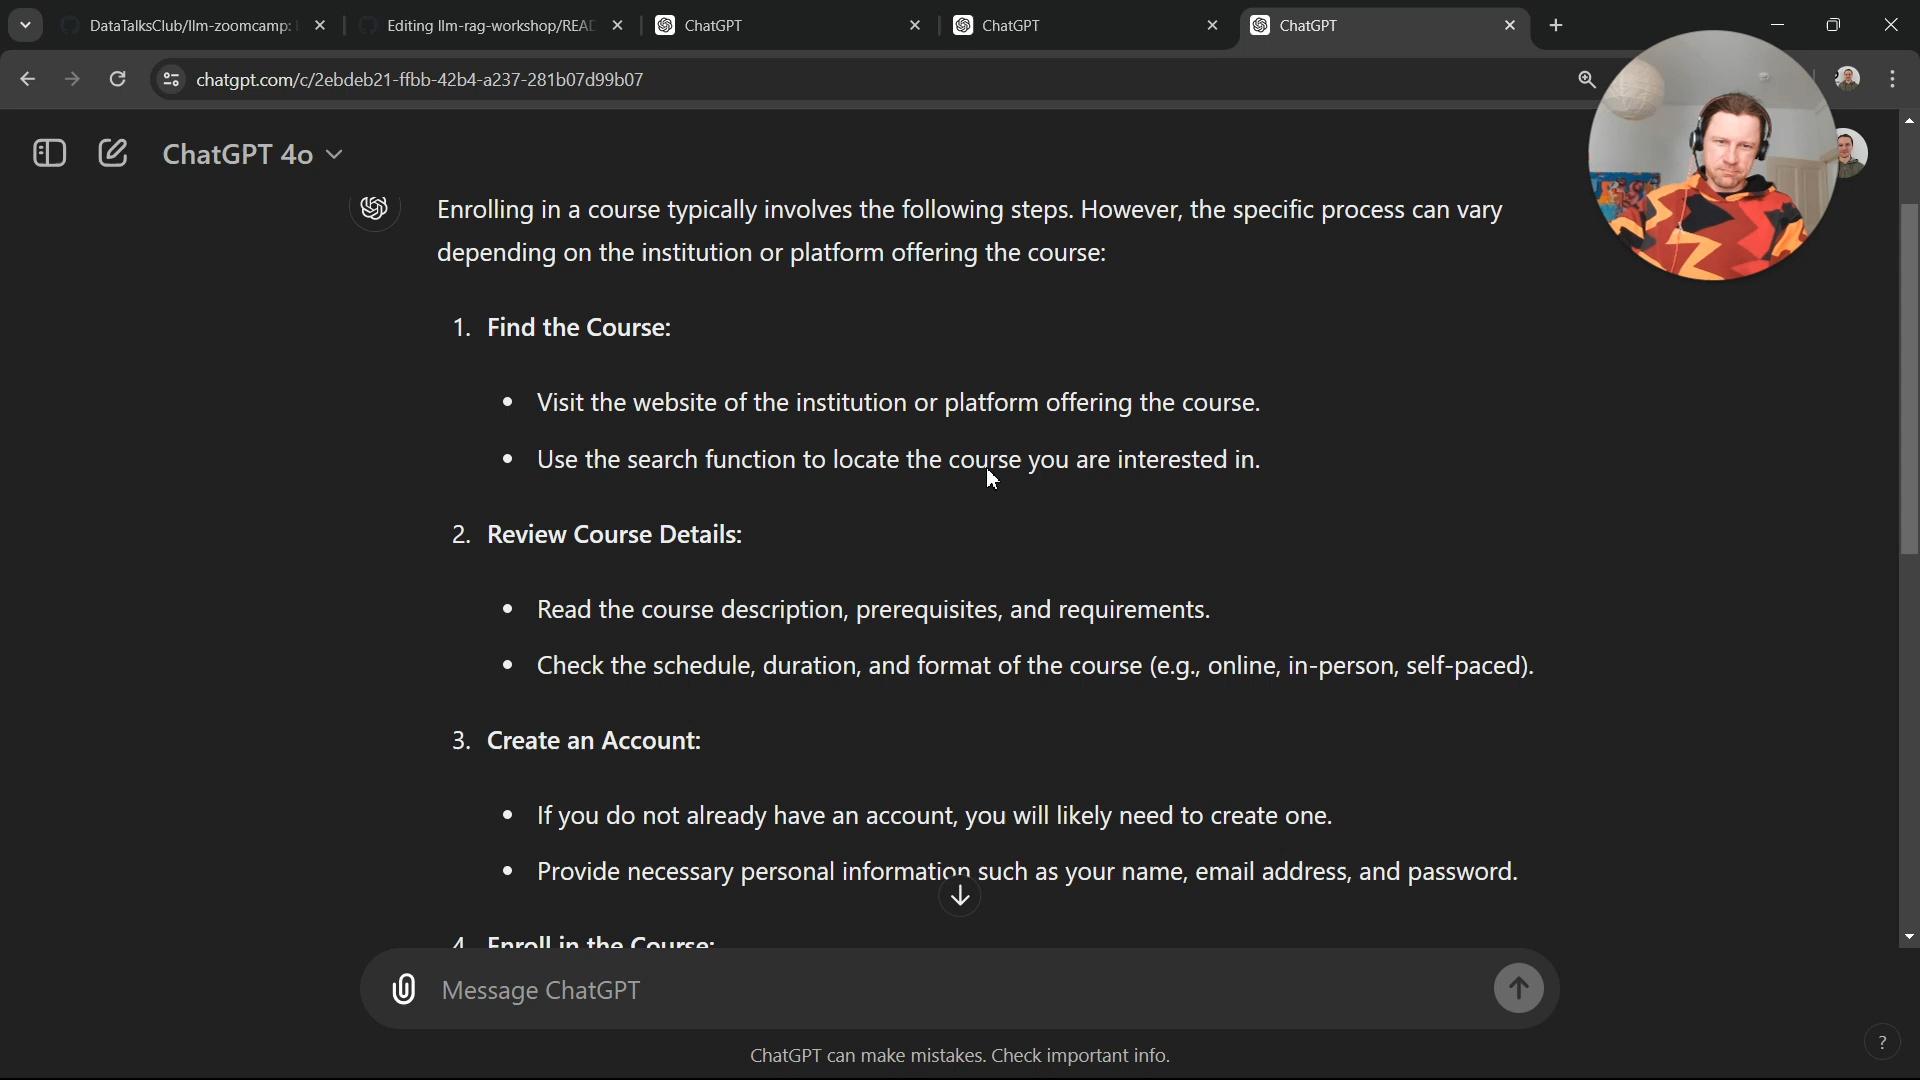 DataTalksClub/llm-zoomcamp:
Editing llm-rag-workshop/REA
ChatGPT
ChatGPT
ChatGPT
chatgpt.com/c/2ebdeb21-ffbb-42b4-a237-281b07d99b07
ChatGPT 4o
Enrolling in a course typically involves the following steps. However, the specific process can vary
depending on the institution or platform offering the course:
1. Find the Course:
• Visit the website of the institution or platform offering the course.
• Use the search function to locate the course you are interested in.
2. Review Course Details:
• Read the course description, prerequisites, and requirements.
• Check the schedule, duration, and format of the course (e.g., online, in-person, self-paced).
3. Create an Account:
• If you do not already have an account, you will likely need to create one.
• Provide necessary personal information such as your name, email address, and password.
4. Enroll in the Course:
Message ChatGPT
ChatGPT can make mistakes. Check important info.
?